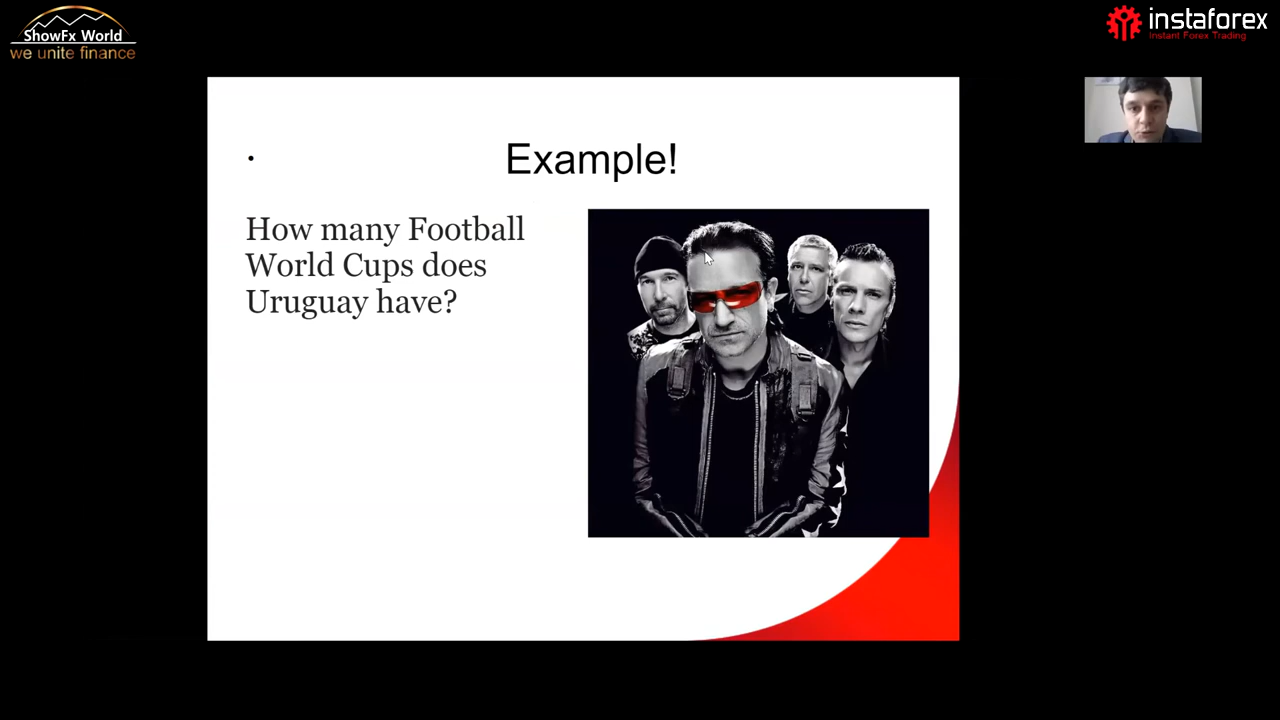 ShowFx World
we unite finance
instaforex
Instant Forex Trading
Example!
How many Football
World Cups does
Uruguay have?